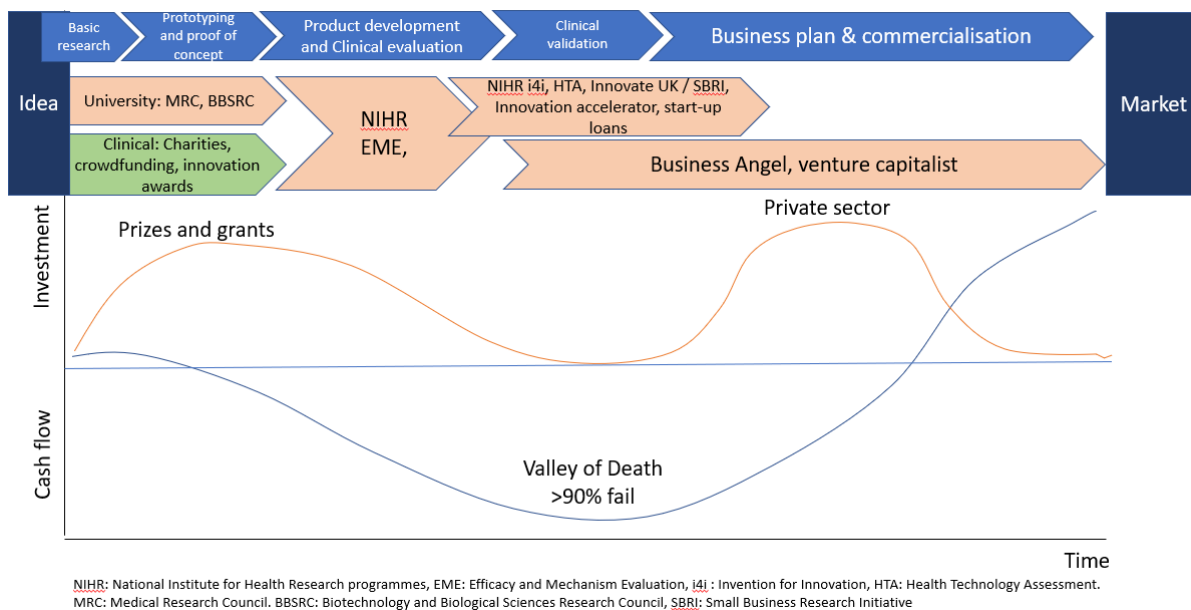 Idea
Basic
research
Prototyping
and proof of
concept
Product development
and Clinical evaluation
Clinical
validation
Business plan & commercialisation
Market
University: MRC, BBSRC
Clinical: Charities,
crowdfunding, innovation
awards
NIHR
EME,
NIHR i4i, HTA, Innovate UK / SBRI,
Innovation accelerator, start-up
loans
Business Angel, venture capitalist
Investment
Prizes and grants
Private sector
Cash flow
Valley of Death
>90% fail
Time
NIHR: National Institute for Health Research programmes, EME: Efficacy and Mechanism Evaluation, i4i : Invention for Innovation, HTA: Health Technology Assessment.
MRC: Medical Research Council. BBSRC: Biotechnology and Biological Sciences Research Council, SBRI: Small Business Research Initiative